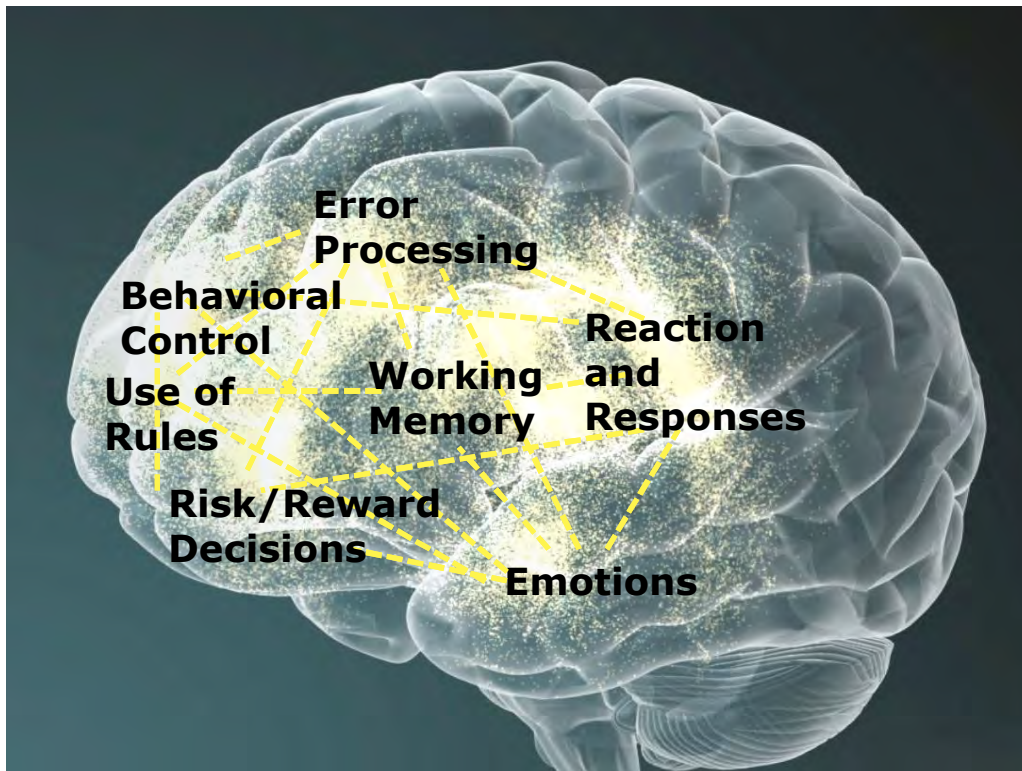 Error
Processing
Behavioral
Control
Reaction
and
Responses
Working
Memory
Use of
Rules
Risk/Reward
Decisions
Emotions